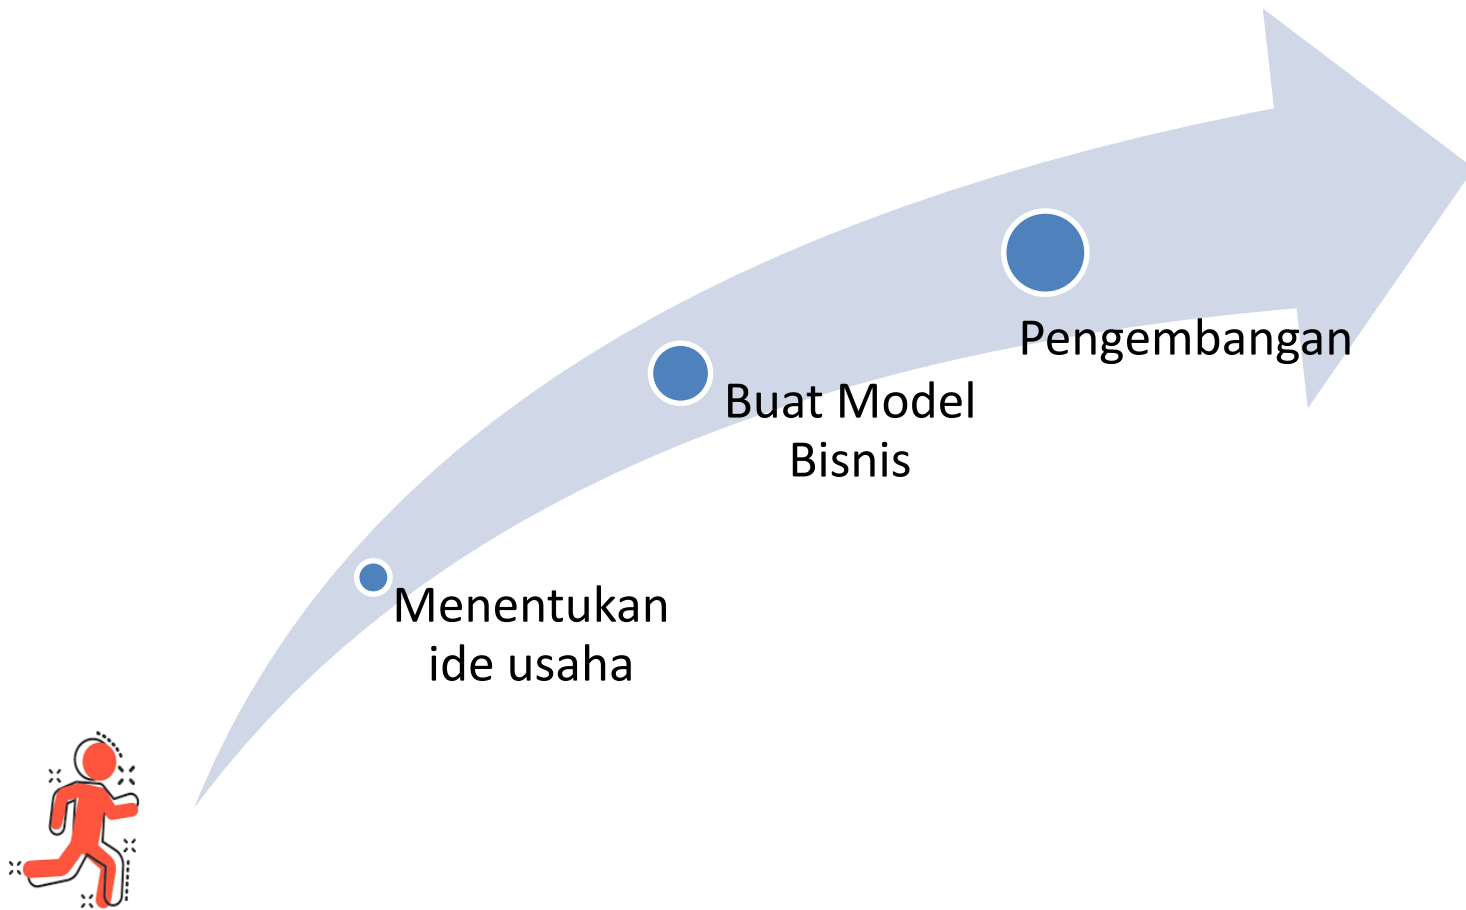 Pengembangan
Buat Model
Bisnis
Menentukan
ide usaha